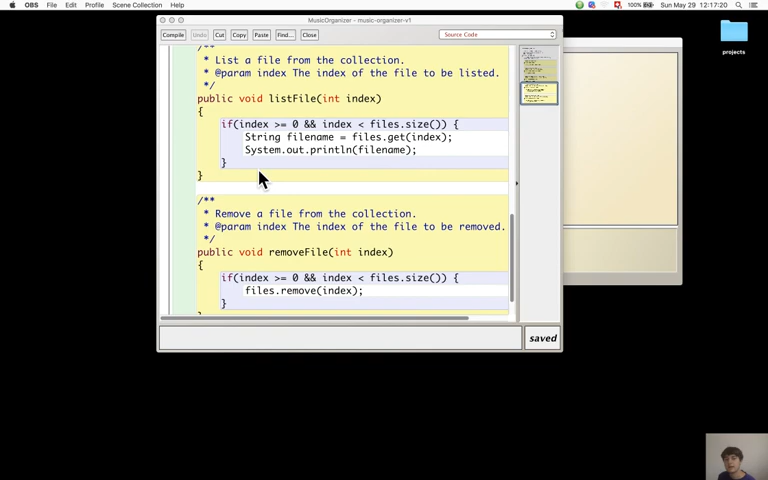 OBS File Edit Profile Scene Collection Help 100% Sun May 29 12:17:20
MusicOrganizer - music-organizer-v1
Compile Undo Cut Copy Paste Find... Close Source Code
projects
/**
* List a file from the collection.
* @param index The index of the file to be listed.
*/
public void listFile(int index)
{
if(index >= 0 && index < files.size()) {
String filename = files.get(index);
System.out.println(filename);
}
}
/**
* Remove a file from the collection.
* @param index The index of the file to be removed.
*/
public void removeFile(int index)
{
if(index >= 0 && index < files.size()) {
files.remove(index);
}
saved